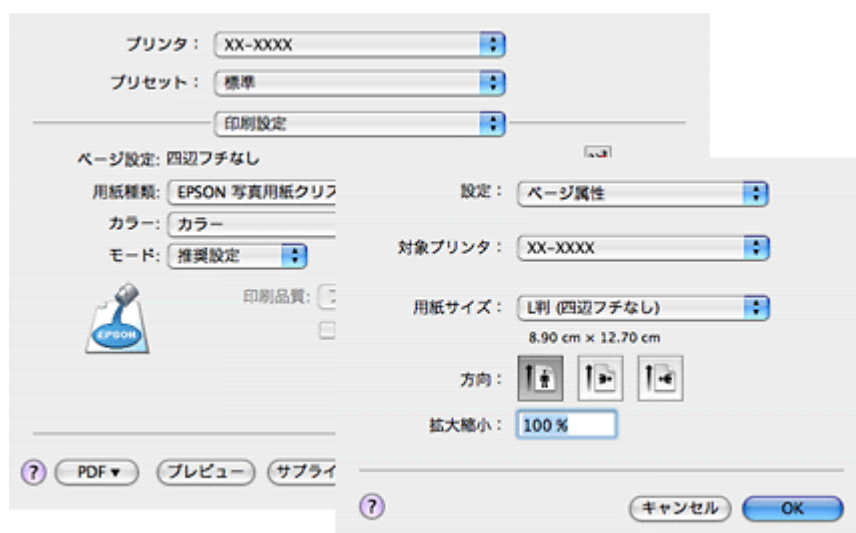 プリンタ： XX-XXXX
プリセット： 標準
印刷設定
ページ設定: 四辺フチなし
用紙種類: EPSON 写真用紙クリス
カラー: カラー
モード: 推奨設定
印刷品質:
EPSON
? PDF▼ プレビュー サプライ
設定： ページ属性
対象プリンタ： XX-XXXX
用紙サイズ： L判 (四辺フチなし)
8.90 cm × 12.70 cm
方向：
拡大縮小： 100 %
? キャンセル OK